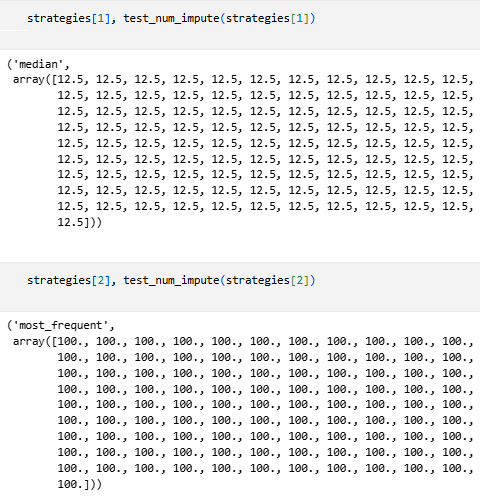 strategies[1], test_num_impute(strategies[1])
('median',
array([12.5, 12.5, 12.5, 12.5, 12.5, 12.5, 12.5, 12.5, 12.5, 12.5, 12.5,
12.5, 12.5, 12.5, 12.5, 12.5, 12.5, 12.5, 12.5, 12.5, 12.5, 12.5,
12.5, 12.5, 12.5, 12.5, 12.5, 12.5, 12.5, 12.5, 12.5, 12.5, 12.5,
12.5, 12.5, 12.5, 12.5, 12.5, 12.5, 12.5, 12.5, 12.5, 12.5, 12.5,
12.5, 12.5, 12.5, 12.5, 12.5, 12.5, 12.5, 12.5, 12.5, 12.5, 12.5,
12.5, 12.5, 12.5, 12.5, 12.5, 12.5, 12.5, 12.5, 12.5, 12.5, 12.5,
12.5, 12.5, 12.5, 12.5, 12.5, 12.5, 12.5, 12.5, 12.5, 12.5, 12.5,
12.5, 12.5, 12.5, 12.5, 12.5, 12.5, 12.5, 12.5, 12.5, 12.5, 12.5,
12.5, 12.5, 12.5, 12.5, 12.5, 12.5, 12.5, 12.5, 12.5, 12.5, 12.5,
12.5]))
strategies[2], test_num_impute(strategies[2])
('most_frequent',
array([100., 100., 100., 100., 100., 100., 100., 100., 100., 100., 100.,
100., 100., 100., 100., 100., 100., 100., 100., 100., 100., 100.,
100., 100., 100., 100., 100., 100., 100., 100., 100., 100., 100.,
100., 100., 100., 100., 100., 100., 100., 100., 100., 100., 100.,
100., 100., 100., 100., 100., 100., 100., 100., 100., 100., 100.,
100., 100., 100., 100., 100., 100., 100., 100., 100., 100., 100.,
100., 100., 100., 100., 100., 100., 100., 100., 100., 100., 100.,
100., 100., 100., 100., 100., 100., 100., 100., 100., 100., 100.,
100., 100., 100., 100., 100., 100., 100., 100., 100., 100., 100.,
100.]))